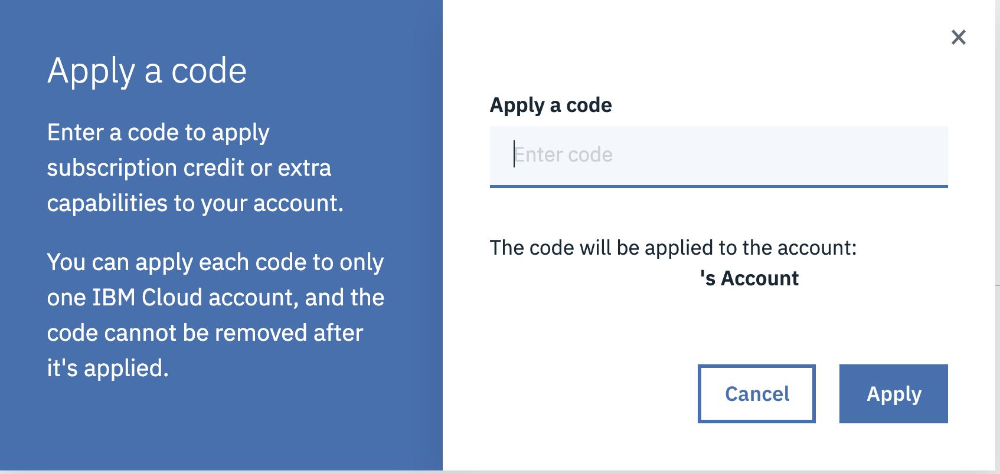 Apply a code
Enter a code to apply
subscription credit or extra
capabilities to your account.
You can apply each code to only
one IBM Cloud account, and the
code cannot be removed after
it's applied.
Apply a code
Enter code
The code will be applied to the account:
's Account
Cancel
Apply